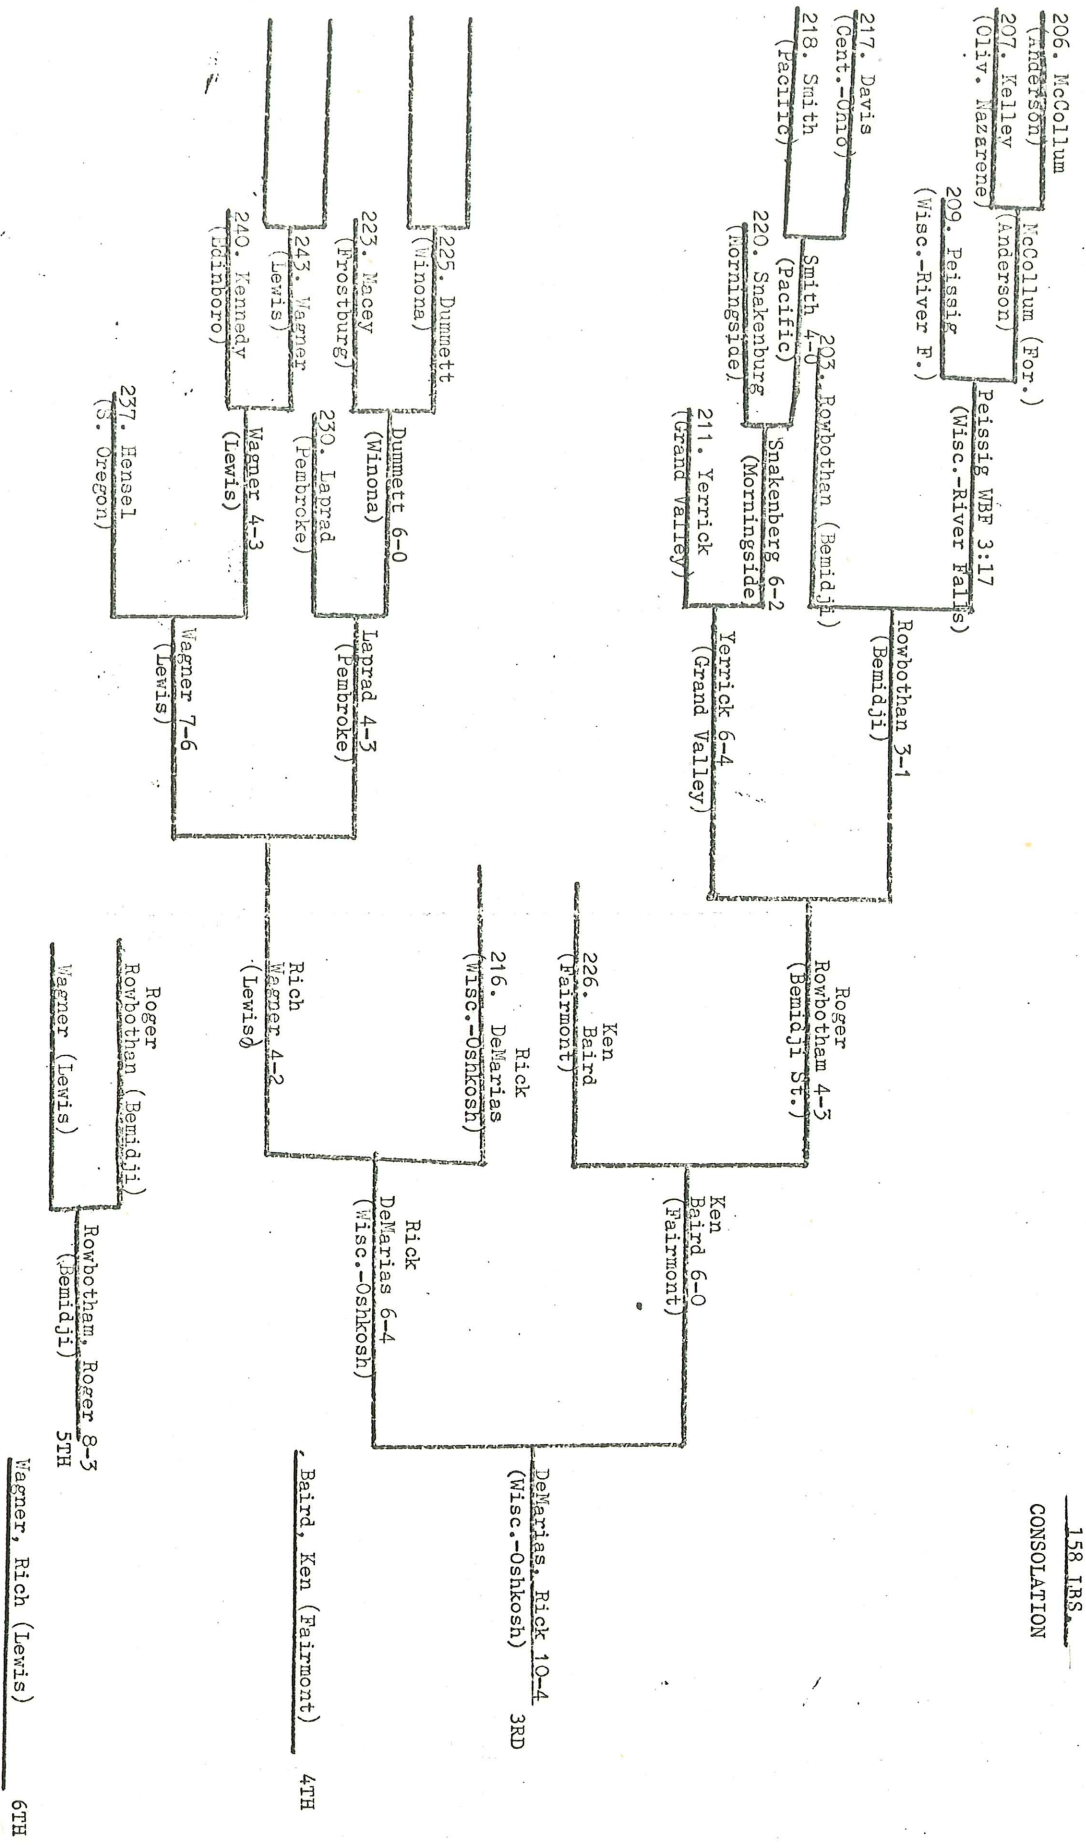 158 LBS.
CONSOLATION
206. McCollum
(Anderson)
207. Kelley
(Oliv. Nazarene)
McCollum (For.)
(Anderson)
209. Peissig
(Wisc.-River F.)
Peissig WBF 3:17
(Wisc.-River Falls)
203. Rowbothan (Bemidji)
Rowbothan 3-1
(Bemidji)
217. Davis
(Cent.-Ohio)
218. Smith
(Pacific)
Smith 4-0
(Pacific)
220. Snakenburg
(Morningside)
Snakenberg 6-2
(Morningside)
211. Yerrick
(Grand Valley)
Yerrick 6-4
(Grand Valley)
Roger
Rowbotham 4-3
(Bemidji St.)
Ken
226. Baird
(Fairmont)
Ken
Baird 6-0
(Fairmont)
225. Dummett
(Winona)
223. Macey
(Frostburg)
Dummett 6-0
(Winona)
230. Laprad
(Pembroke)
Laprad 4-3
(Pembroke)
243. Wagner
(Lewis)
240. Kennedy
(Edinboro)
Wagner 4-3
(Lewis)
237. Hensel
(S. Oregon)
Wagner 7-6
(Lewis)
Rick
216. DeMarias
(Wisc.-Oshkosh)
Rich
Wagner 4-2
(Lewis)
Rick
DeMarias 6-4
(Wisc.-Oshkosh)
DeMarias, Rick 10-4
(Wisc.-Oshkosh) 3RD
Baird, Ken (Fairmont) 4TH
Roger
Rowbothan (Bemidji)
Wagner (Lewis)
Rowbotham, Roger 8-3
(Bemidji) 5TH
Wagner, Rich (Lewis) 6TH